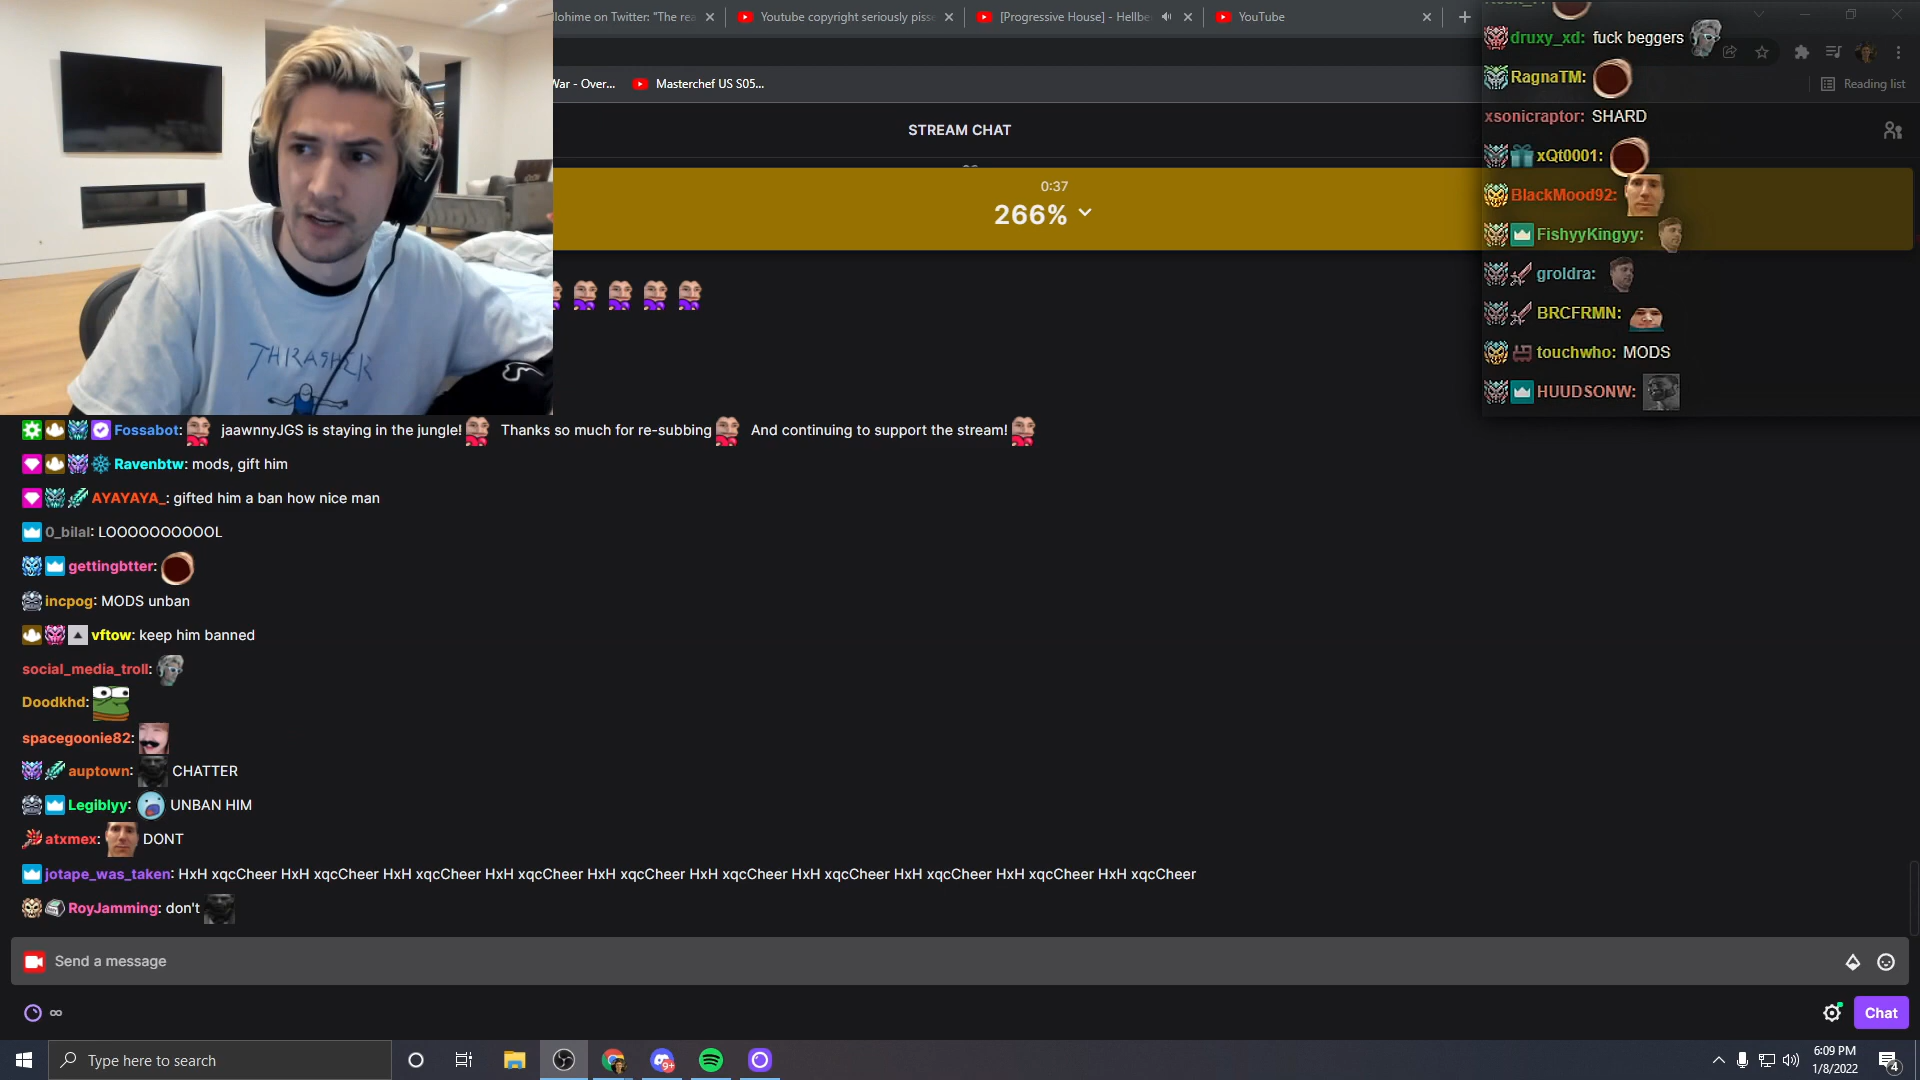 llohime on Twitter: "The rea
Youtube copyright seriously piss
[Progressive House] - Hellbe
YouTube
War - Over...
Masterchef US S05...
Reading list
STREAM CHAT
0:37
266%
druxy_xd: fuck beggers
RagnaTM:
xsonicraptor: SHARD
xQt0001:
BlackMood92:
FishyyKingyy:
groldra:
BRCFRMN:
touchwho: MODS
HUUDSONW:
THRASHER
Fossabot: jaawnnyJGS is staying in the jungle! Thanks so much for re-subbing And continuing to support the stream!
Ravenbtw: mods, gift him
AYAYAYA_: gifted him a ban how nice man
0_bilal: LOOOOOOOOOOL
gettingbtter:
incpog: MODS unban
vftow: keep him banned
social_media_troll:
Doodkhd:
spacegoonie82:
auptown: CHATTER
Legiblyy: UNBAN HIM
atxmex: DONT
jotape_was_taken: HxH xqcCheer HxH xqcCheer HxH xqcCheer HxH xqcCheer HxH xqcCheer HxH xqcCheer HxH xqcCheer HxH xqcCheer HxH xqcCheer HxH xqcCheer
RoyJamming: don't
Send a message
∞
Chat
Type here to search
9+
6:09 PM
1/8/2022
4